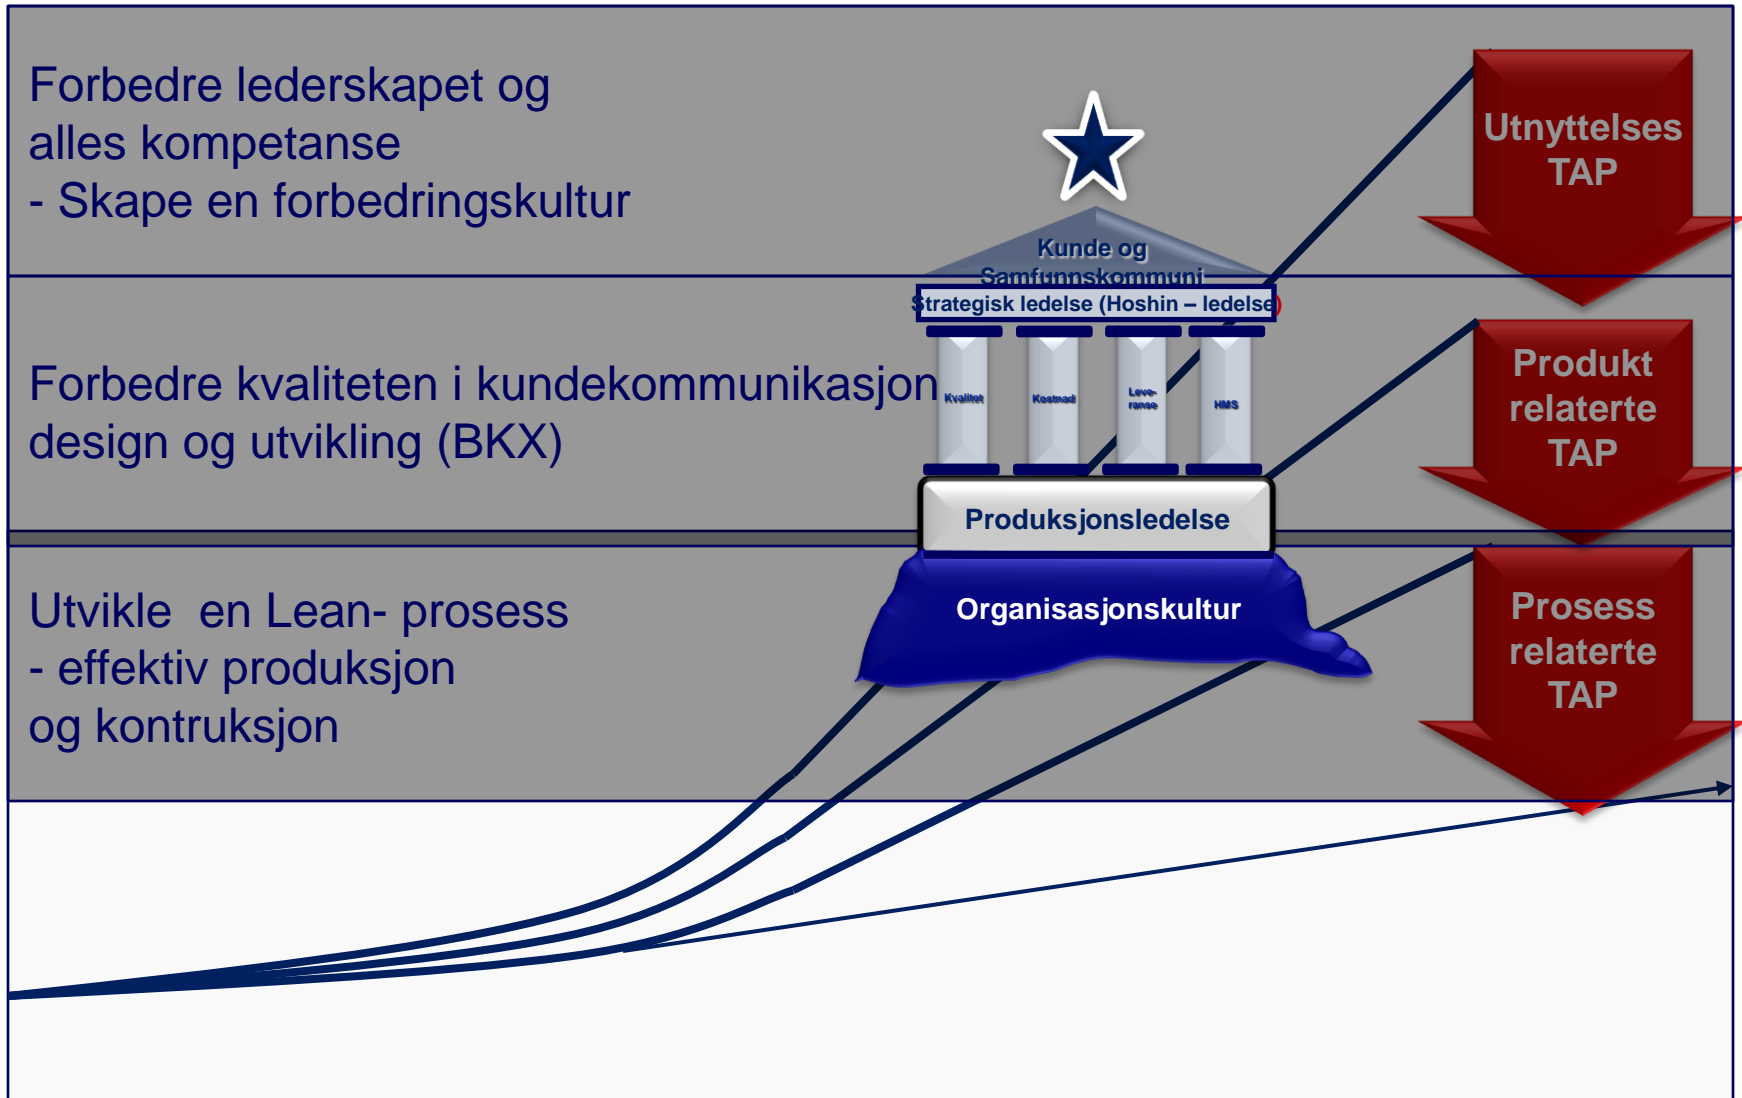 Forbedre lederskapet og
alles kompetanse
- Skape en forbedringskultur
Utnyttelses
TAP
Kunde og
Samfunnskommuni
Strategisk ledelse (Hoshin – ledelse)
Forbedre kvaliteten i kundekommunikasjon
design og utvikling (BKX)
Kvalitet
Kostnad
Leve-
ranse
HMS
Produkt
relaterte
TAP
Produksjonsledelse
Organisasjonskultur
Utvikle  en Lean- prosess
- effektiv produksjon
og kontruksjon
Prosess
relaterte
TAP